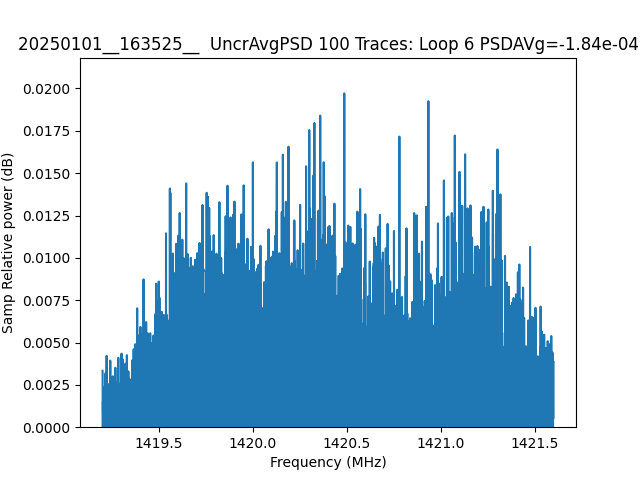 20250101__163525__ UncrAvgPSD 100 Traces: Loop 6 PSDAVg=-1.84e-04
Samp Relative power (dB)
0.0200
0.0175
0.0150
0.0125
0.0100
0.0075
0.0050
0.0025
0.0000
1419.5 1420.0 1420.5 1421.0 1421.5
Frequency (MHz)